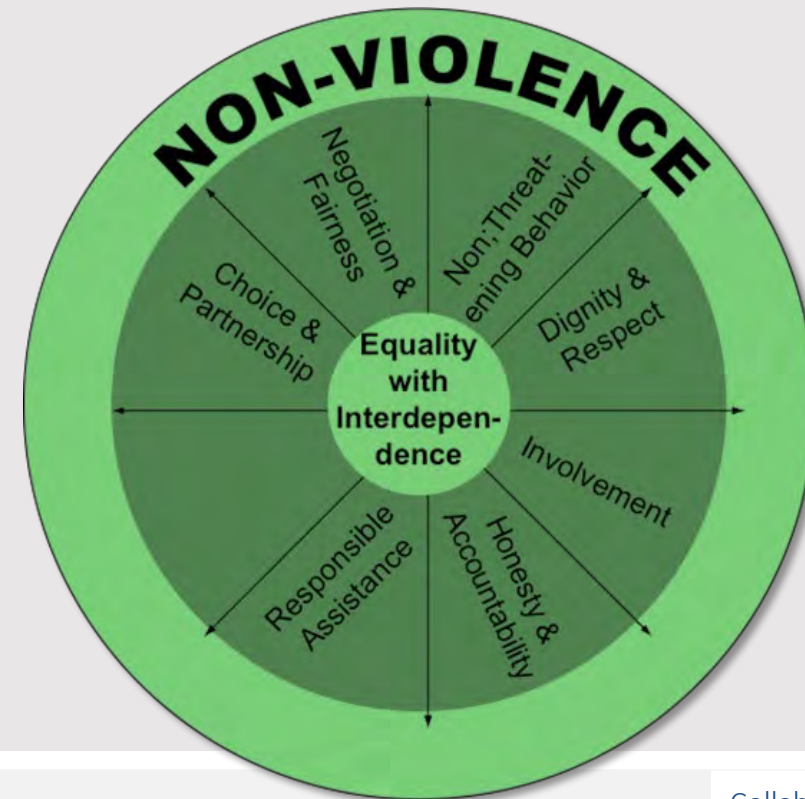 NON-VIOLENCE
Negotiation &
Fairness
Non;Threat-
ening Behavior
Choice &
Partnership
Dignity &
Respect
Equality
with
Interdepen-
dence
Involvement
Responsible
Assistance
Honesty &
Accountability